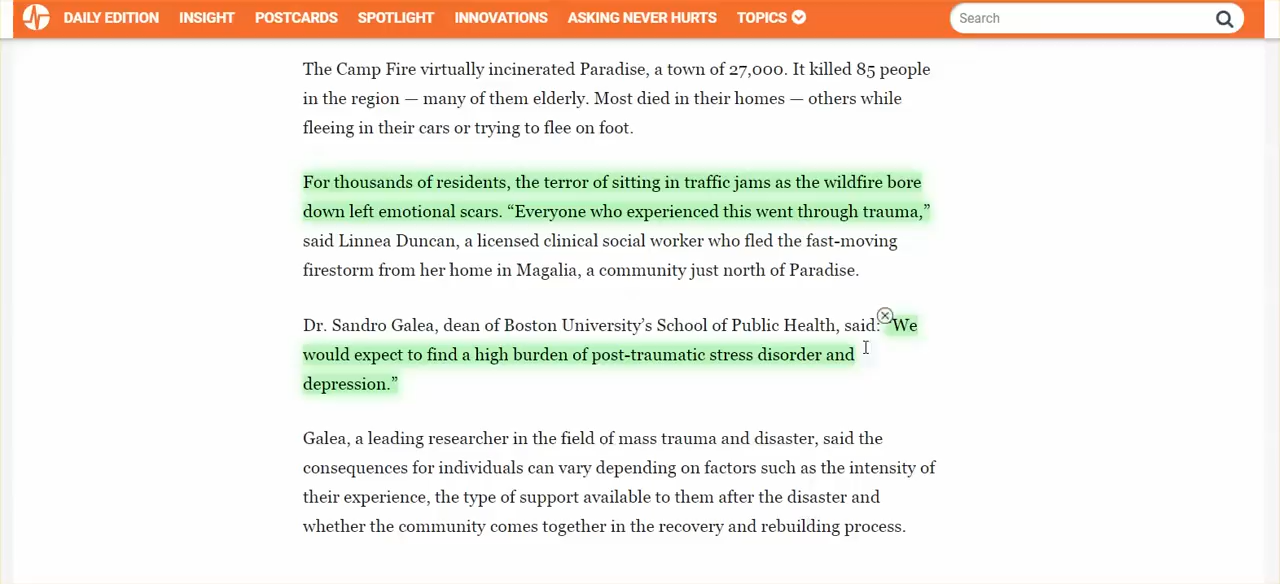 DAILY EDITION INSIGHT POSTCARDS SPOTLIGHT INNOVATIONS ASKING NEVER HURTS TOPICS Search
The Camp Fire virtually incinerated Paradise, a town of 27,000. It killed 85 people
in the region — many of them elderly. Most died in their homes — others while
fleeing in their cars or trying to flee on foot.
For thousands of residents, the terror of sitting in traffic jams as the wildfire bore
down left emotional scars. “Everyone who experienced this went through trauma,”
said Linnea Duncan, a licensed clinical social worker who fled the fast-moving
firestorm from her home in Magalia, a community just north of Paradise.
Dr. Sandro Galea, dean of Boston University’s School of Public Health, said: “We
would expect to find a high burden of post-traumatic stress disorder and
depression.”
Galea, a leading researcher in the field of mass trauma and disaster, said the
consequences for individuals can vary depending on factors such as the intensity of
their experience, the type of support available to them after the disaster and
whether the community comes together in the recovery and rebuilding process.